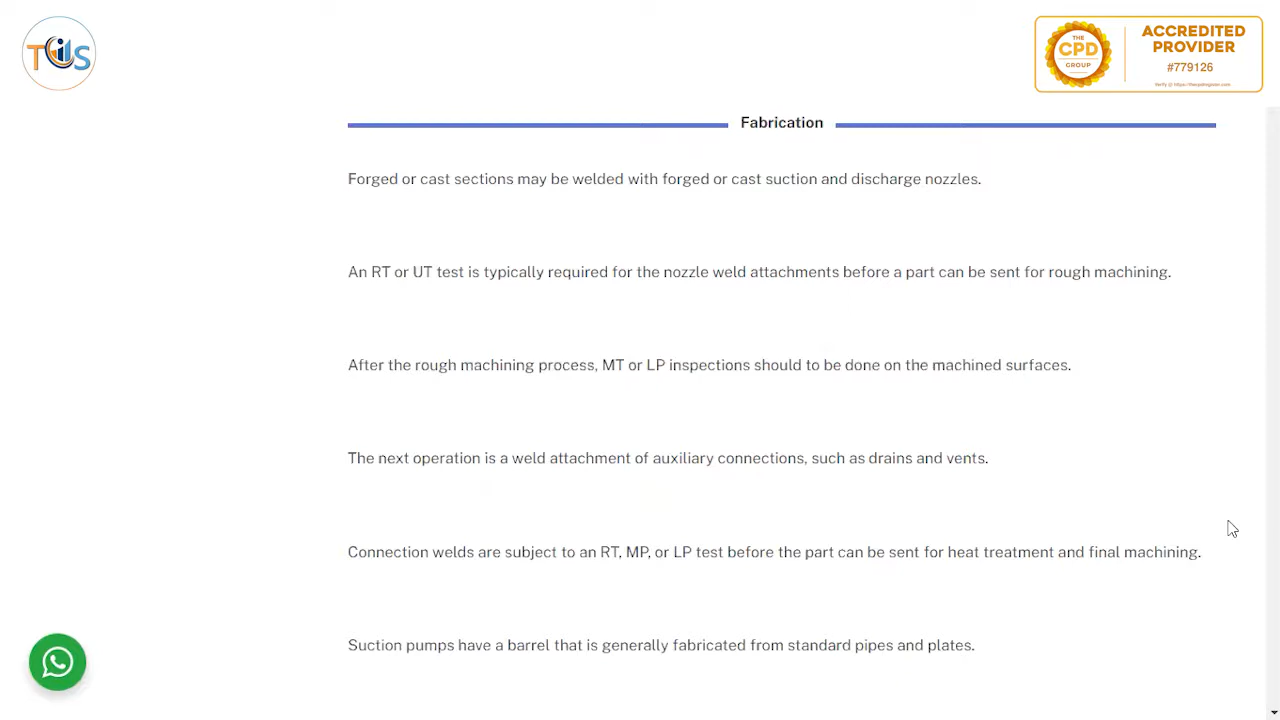 TCIS
THE
CPD
GROUP
ACCREDITED
PROVIDER
#779126
Fabrication
Forged or cast sections may be welded with forged or cast suction and discharge nozzles.
An RT or UT test is typically required for the nozzle weld attachments before a part can be sent for rough machining.
After the rough machining process, MT or LP inspections should to be done on the machined surfaces.
The next operation is a weld attachment of auxiliary connections, such as drains and vents.
Connection welds are subject to an RT, MP, or LP test before the part can be sent for heat treatment and final machining.
Suction pumps have a barrel that is generally fabricated from standard pipes and plates.